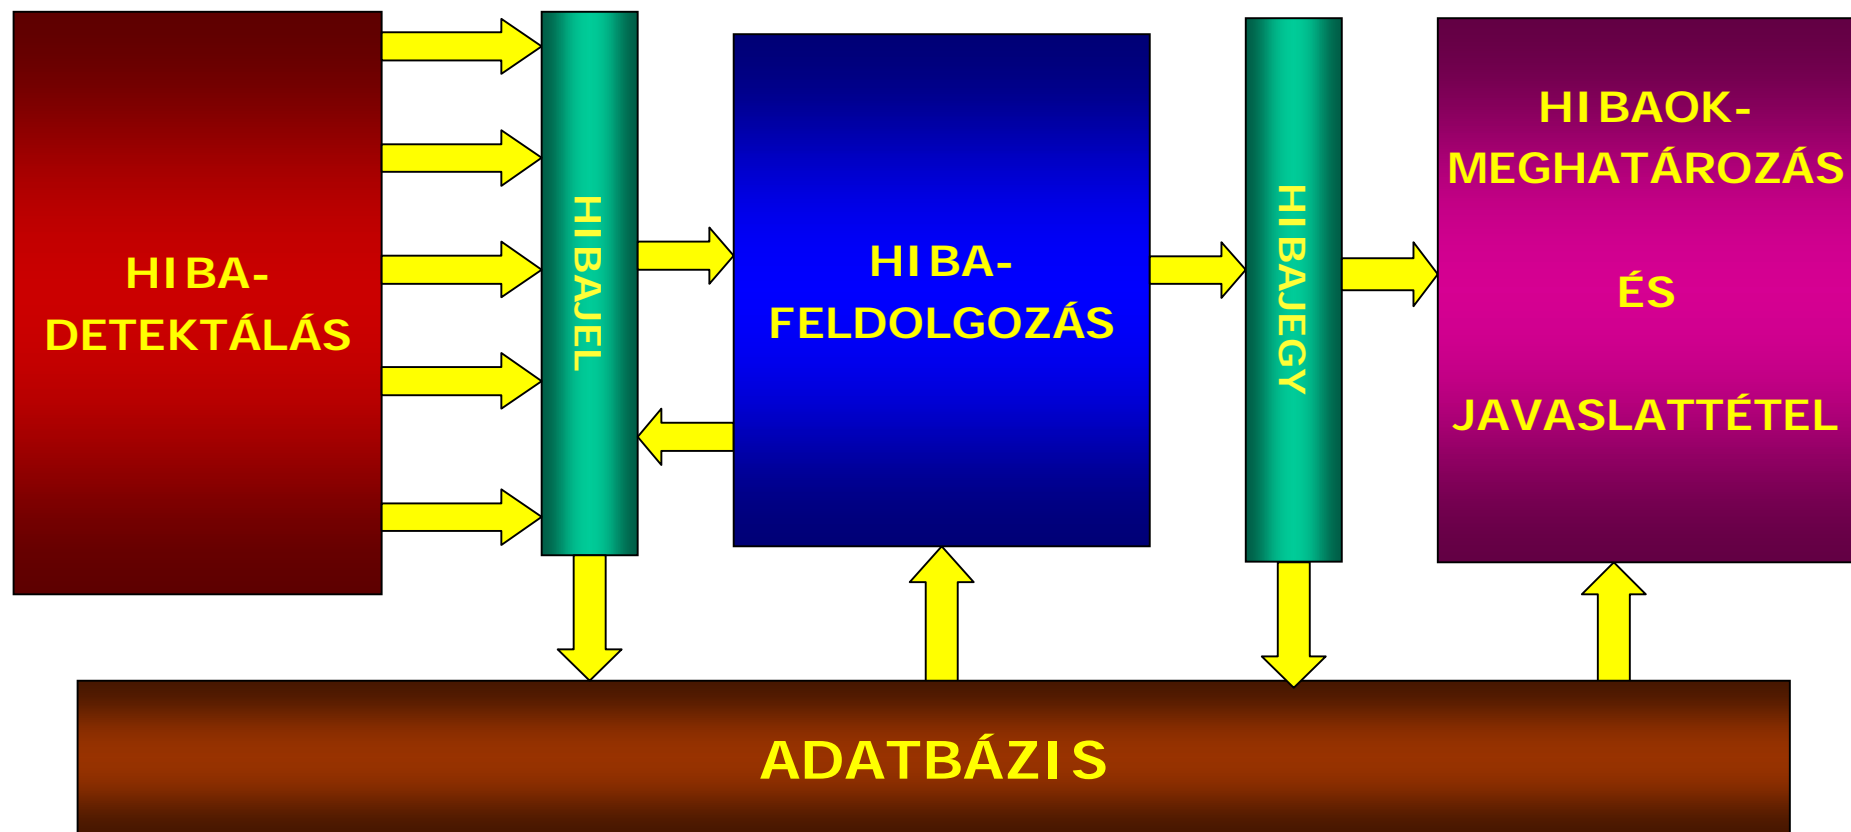 HIBA-
DETEKTÁLÁS
HIBAJEL
HIBA-
FELDOLGOZÁS
HIBAJEGY
HIBAOK-
MEGHATÁROZÁS
ÉS
JAVASLATTÉTEL
ADATBÁZIS